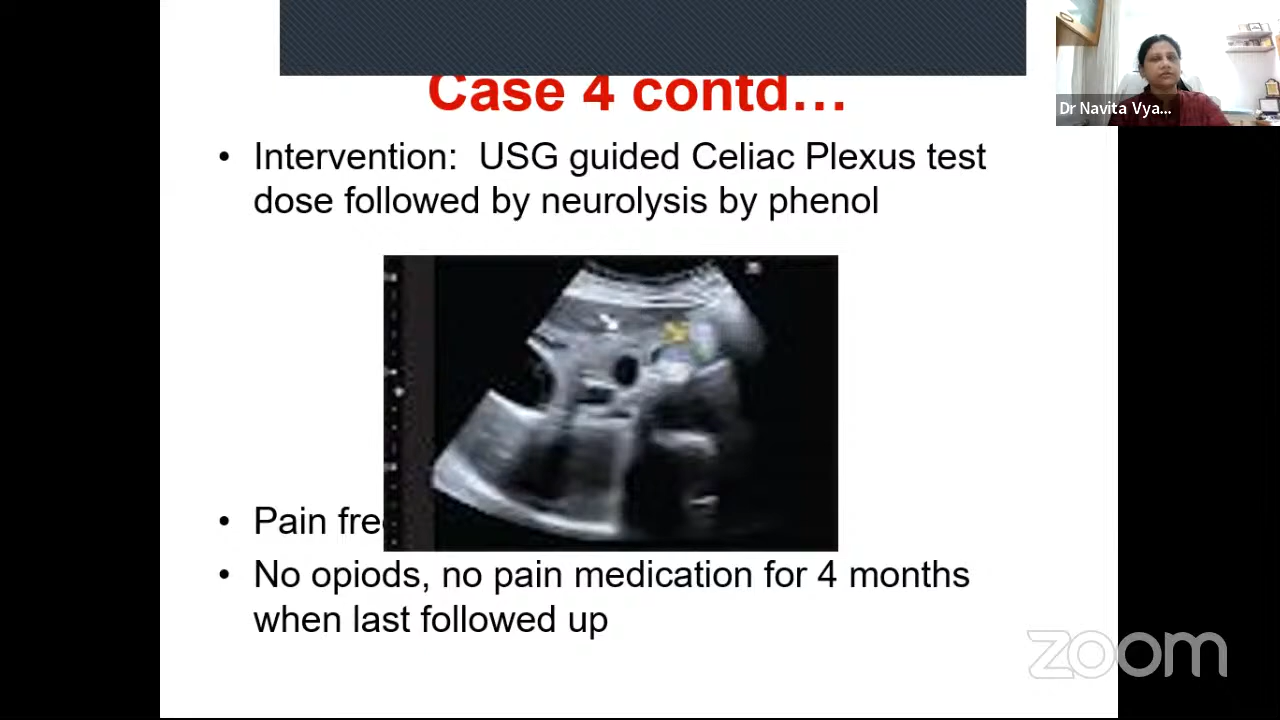 Case 4 contd…
Dr Navita Vya...
• Intervention: USG guided Celiac Plexus test
dose followed by neurolysis by phenol
• Pain free
• No opiods, no pain medication for 4 months
when last followed up
zoom